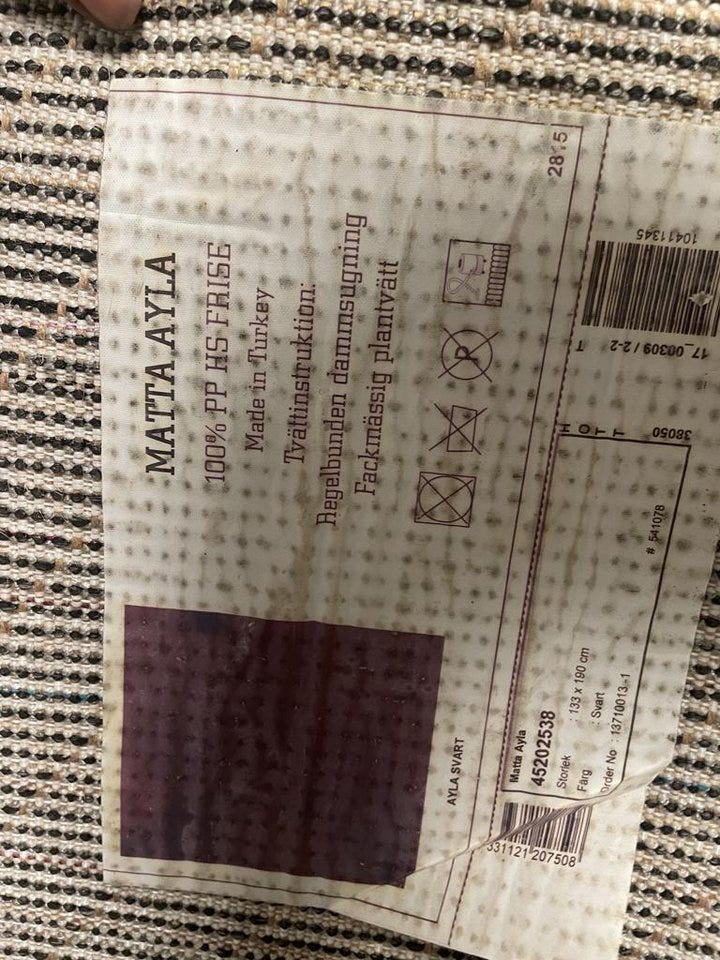 MATTA AYLA
100% PP HS FRISE
Made in Turkey
Tvättinstruktion:
Regelbunden dammsugning
Fackmässig plantvätt
P
2815
AYLA SVART
Matta Ayla
45202538
Storlek : 133 x 190 cm
Färg : Svart
Order No : 13710013-1
# 541078
331121 207508
H O T T
38050
17_00309 / 2-2 T
10411345